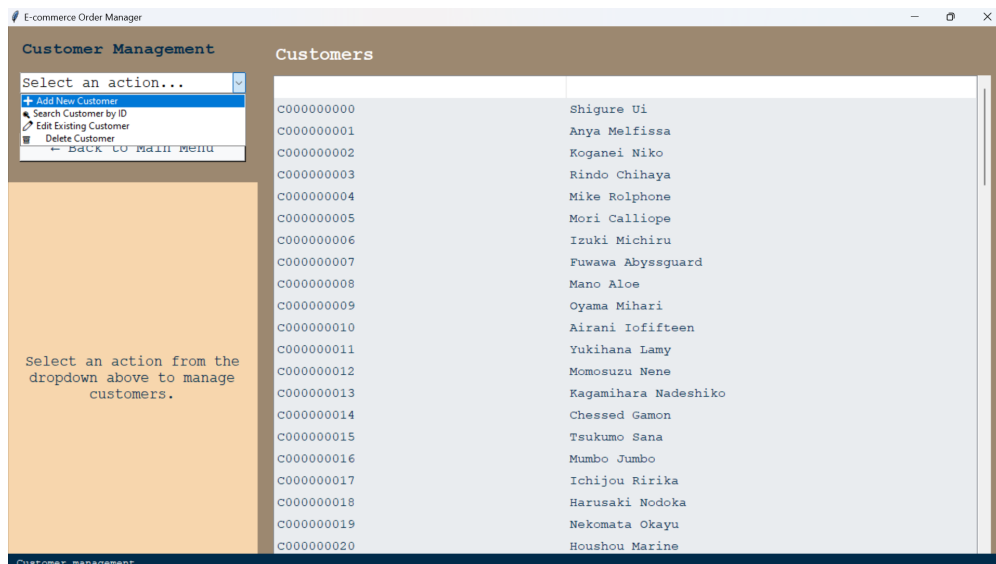 E-commerce Order Manager
Customer Management
Select an action...
Add New Customer
Search Customer by ID
Edit Existing Customer
Delete Customer
← Back to Main Menu
Select an action from the
dropdown above to manage
customers.
Customers
C000000000 Shigure Ui
C000000001 Anya Melfissa
C000000002 Koganei Niko
C000000003 Rindo Chihaya
C000000004 Mike Rolphone
C000000005 Mori Calliope
C000000006 Izuki Michiru
C000000007 Fuwawa Abyssguard
C000000008 Mano Aloe
C000000009 Oyama Mihari
C000000010 Airani Iofifteen
C000000011 Yukihana Lamy
C000000012 Momosuzu Nene
C000000013 Kagamihara Nadeshiko
C000000014 Chessed Gamon
C000000015 Tsukumo Sana
C000000016 Mumbo Jumbo
C000000017 Ichijou Ririka
C000000018 Harusaki Nodoka
C000000019 Nekomata Okayu
C000000020 Houshou Marine
Customer management